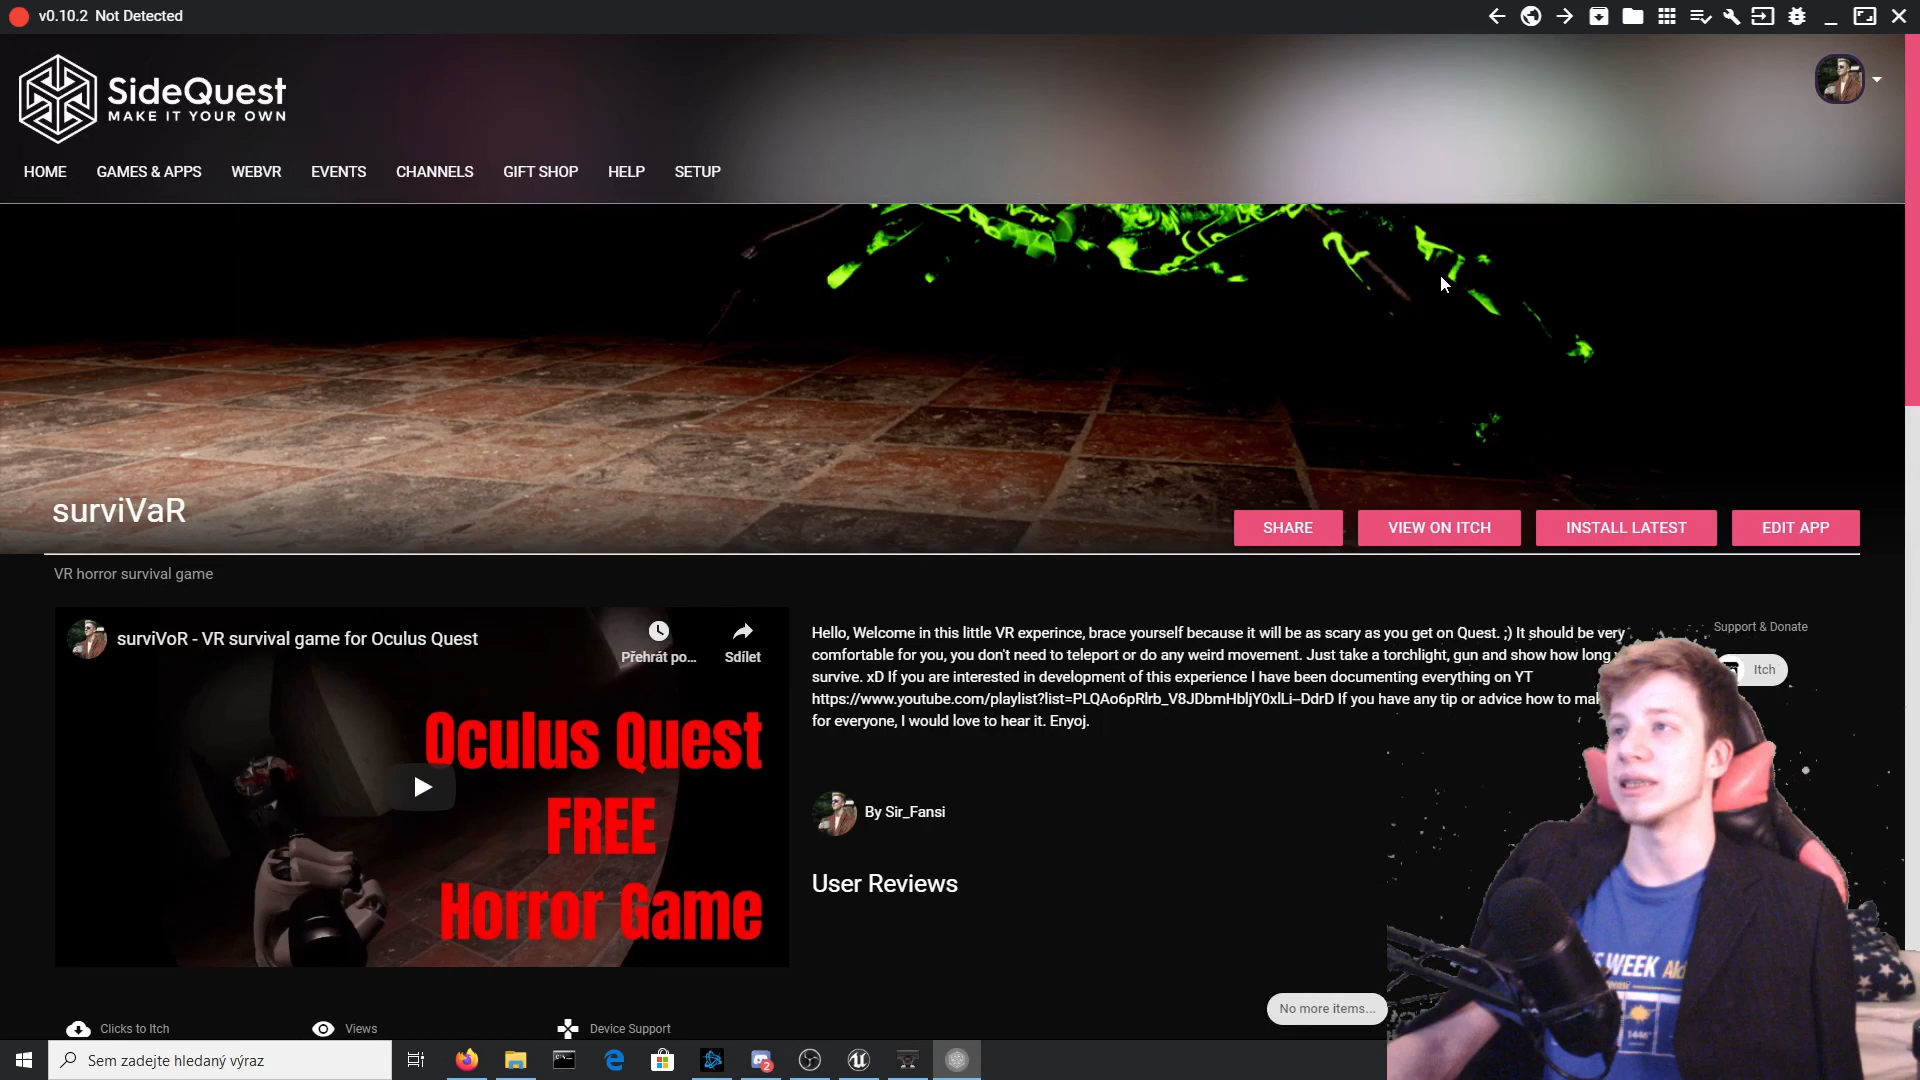 v0.10.2 Not Detected
SideQuest
MAKE IT YOUR OWN
HOME GAMES & APPS WEBVR EVENTS CHANNELS GIFT SHOP HELP SETUP
surviVaR
SHARE VIEW ON ITCH INSTALL LATEST EDIT APP
VR horror survival game
surviVoR - VR survival game for Oculus Quest
Přehrát po... Sdílet
Oculus Quest
FREE
Horror Game
Hello, Welcome in this little VR experince, brace yourself because it will be as scary as you get on Quest. ;) It should be very
comfortable for you, you don't need to teleport or do any weird movement. Just take a torchlight, gun and show how long
survive. xD If you are interested in development of this experience I have been documenting everything on YT
https://www.youtube.com/playlist?list=PLQAo6pRlrb_V8JDbmHbljY0xlLi–DdrD If you have any tip or advice how to
for everyone, I would love to hear it. Enyoj.
Support & Donate
Itch
By Sir_Fansi
User Reviews
No more items...
Clicks to Itch Views Device Support
WEEK
Sem zadejte hledaný výraz
2